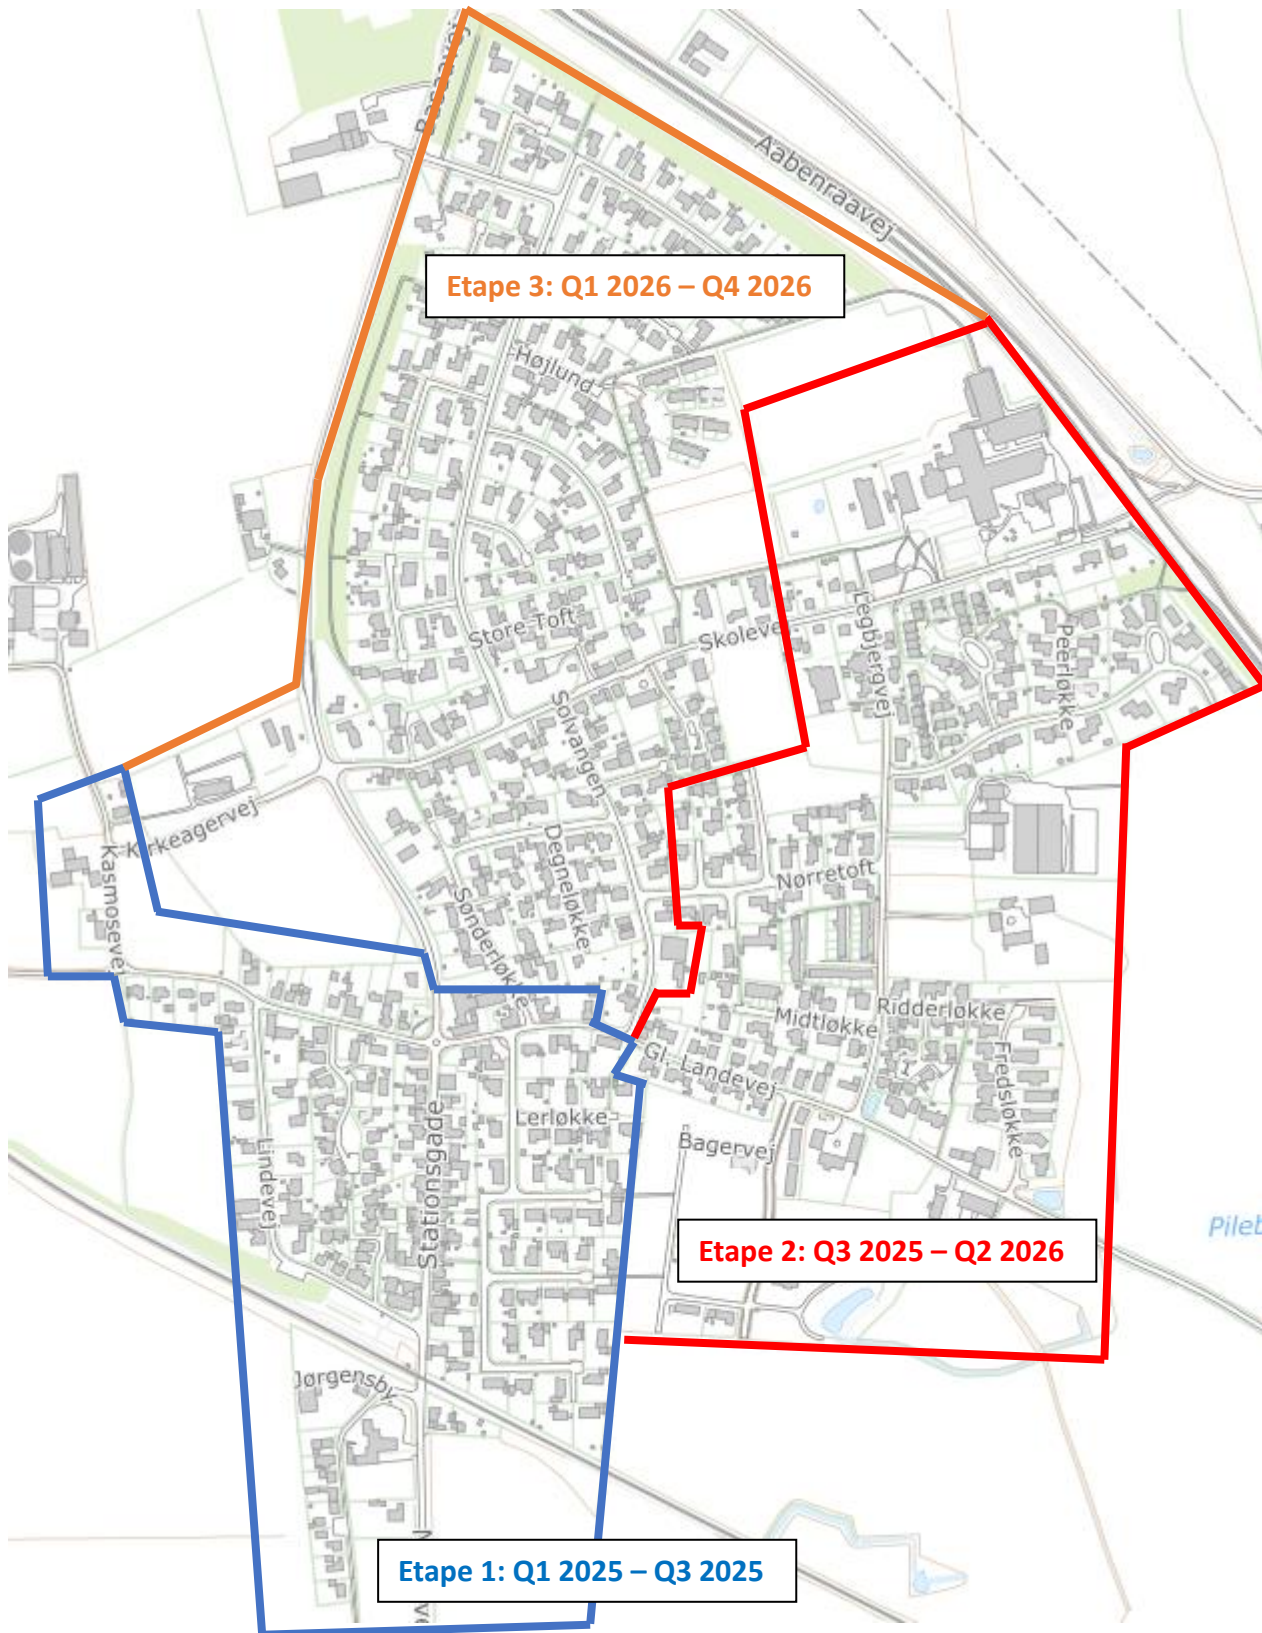 Aabenraavej
Etape 3: Q1 2026 – Q4 2026
Højlund
Store Toft
Skoleve
Legbjergvej
Peerløkke
Solvangen
Kirkeagervej
Kasmosevej
Degneløkke
Sønderløkke
Nørretoft
Ridderløkke
Midtløkke
Gl. Landevej
Fredsløkke
Lerløkke
Bagervej
Stationsgade
Lindevej
Pileb
Etape 2: Q3 2025 – Q2 2026
Jørgensby
Etape 1: Q1 2025 – Q3 2025